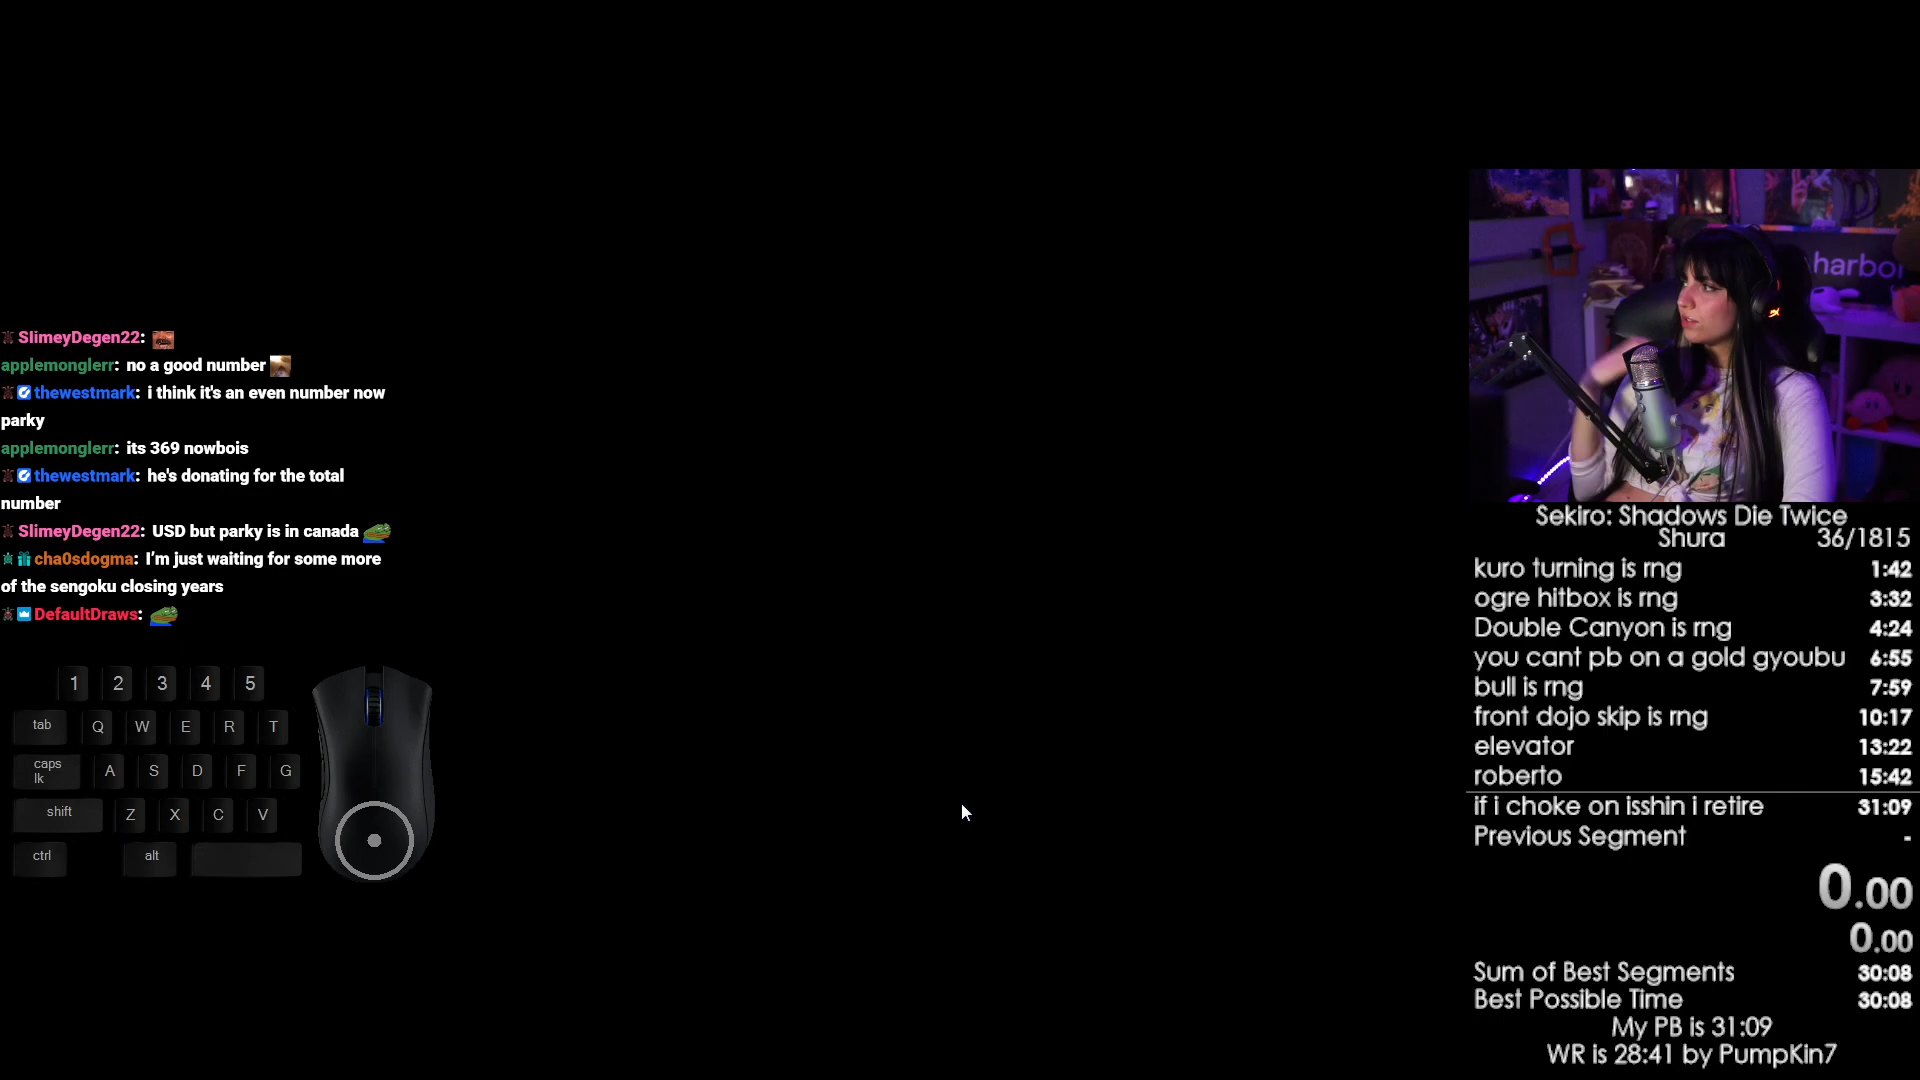 SlimeyDegen22:
applemonglerr: no a good number
thewestmark: i think it's an even number now
parky
applemonglerr: its 369 nowbois
thewestmark: he's donating for the total
number
SlimeyDegen22: USD but parky is in canada
cha0sdogma: I'm just waiting for some more
of the sengoku closing years
DefaultDraws:
1 2 3 4 5
tab Q W E R T
caps lk A S D F G
shift Z X C V
ctrl alt
harbor
Sekiro: Shadows Die Twice
Shura 36/1815
kuro turning is rng 1:42
ogre hitbox is rng 3:32
Double Canyon is rng 4:24
you cant pb on a gold gyoubu 6:55
bull is rng 7:59
front dojo skip is rng 10:17
elevator 13:22
roberto 15:42
if i choke on isshin i retire 31:09
Previous Segment -
0.00
0.00
Sum of Best Segments 30:08
Best Possible Time 30:08
My PB is 31:09
WR is 28:41 by PumpKin7